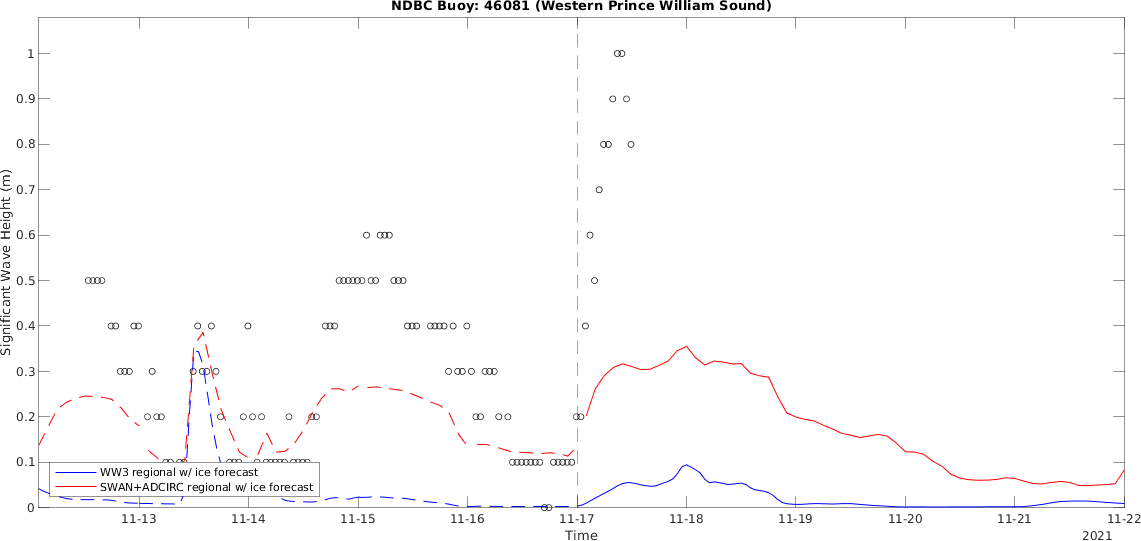 NDBC Buoy: 46081 (Western Prince William Sound)
Significant Wave Height (m)
1
0.9
0.8
0.7
0.6
0.5
0.4
0.3
0.2
0.1
0
WW3 regional w/ ice forecast
SWAN+ADCIRC regional w/ ice forecast
11-13 11-14 11-15 11-16 11-17 11-18 11-19 11-20 11-21 11-22
Time
2021